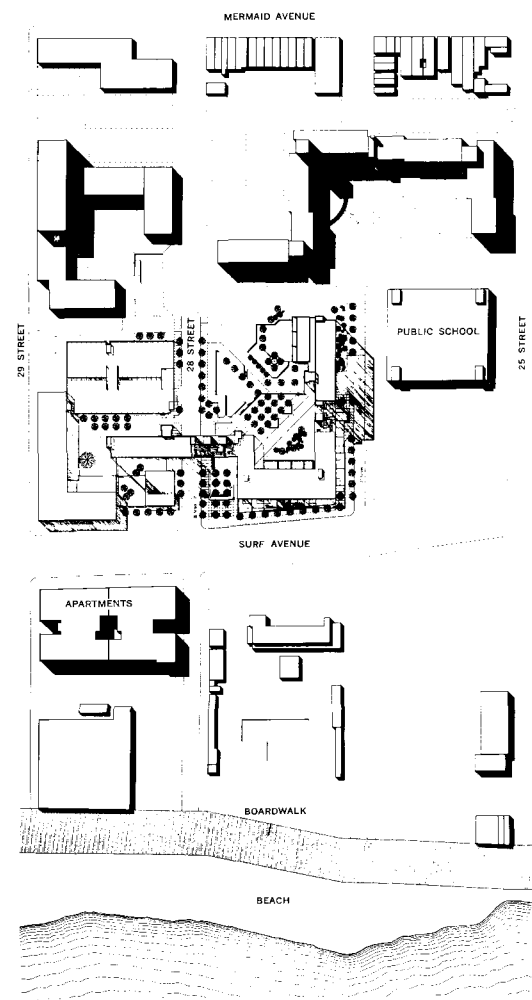 MERMAID AVENUE
29 STREET
28 STREET
PUBLIC SCHOOL
25 STREET
SURF AVENUE
APARTMENTS
BOARDWALK
BEACH